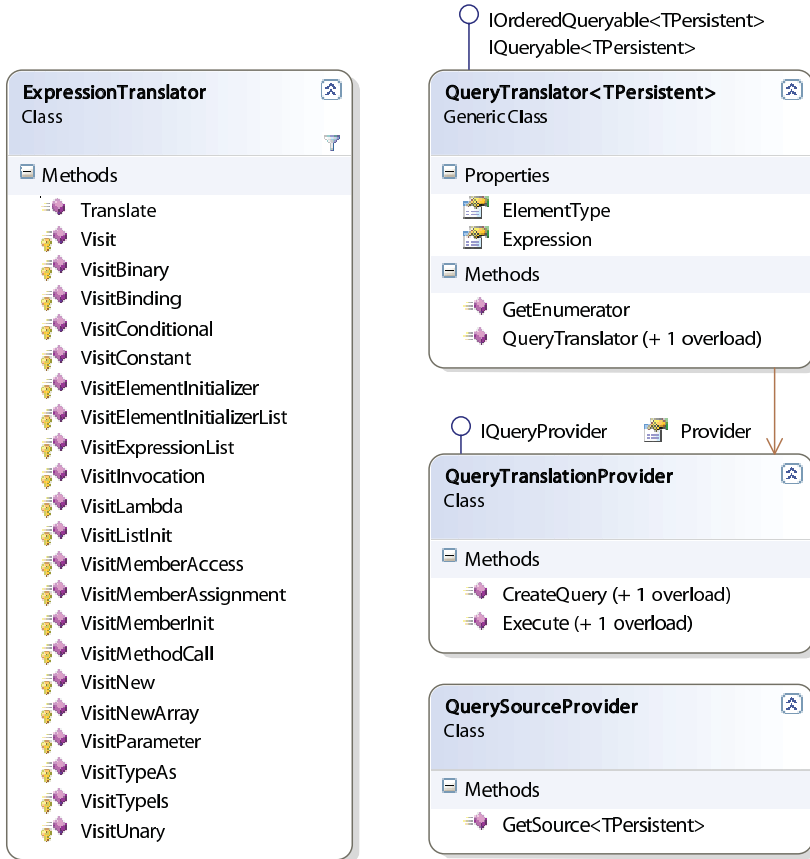 ExpressionTranslator
Class
Methods
Translate
Visit
VisitBinary
VisitBinding
VisitConditional
VisitConstant
VisitElementInitializer
VisitElementInitializerList
VisitExpressionList
VisitInvocation
VisitLambda
VisitListInit
VisitMemberAccess
VisitMemberAssignment
VisitMemberInit
VisitMethodCall
VisitNew
VisitNewArray
VisitParameter
VisitTypeAs
VisitTypeIs
VisitUnary
IOrderedQueryable<TPersistent>
IQueryable<TPersistent>
QueryTranslator<TPersistent>
Generic Class
Properties
ElementType
Expression
Methods
GetEnumerator
QueryTranslator (+ 1 overload)
IQueryProvider
Provider
QueryTranslationProvider
Class
Methods
CreateQuery (+ 1 overload)
Execute (+ 1 overload)
QuerySourceProvider
Class
Methods
GetSource<TPersistent>